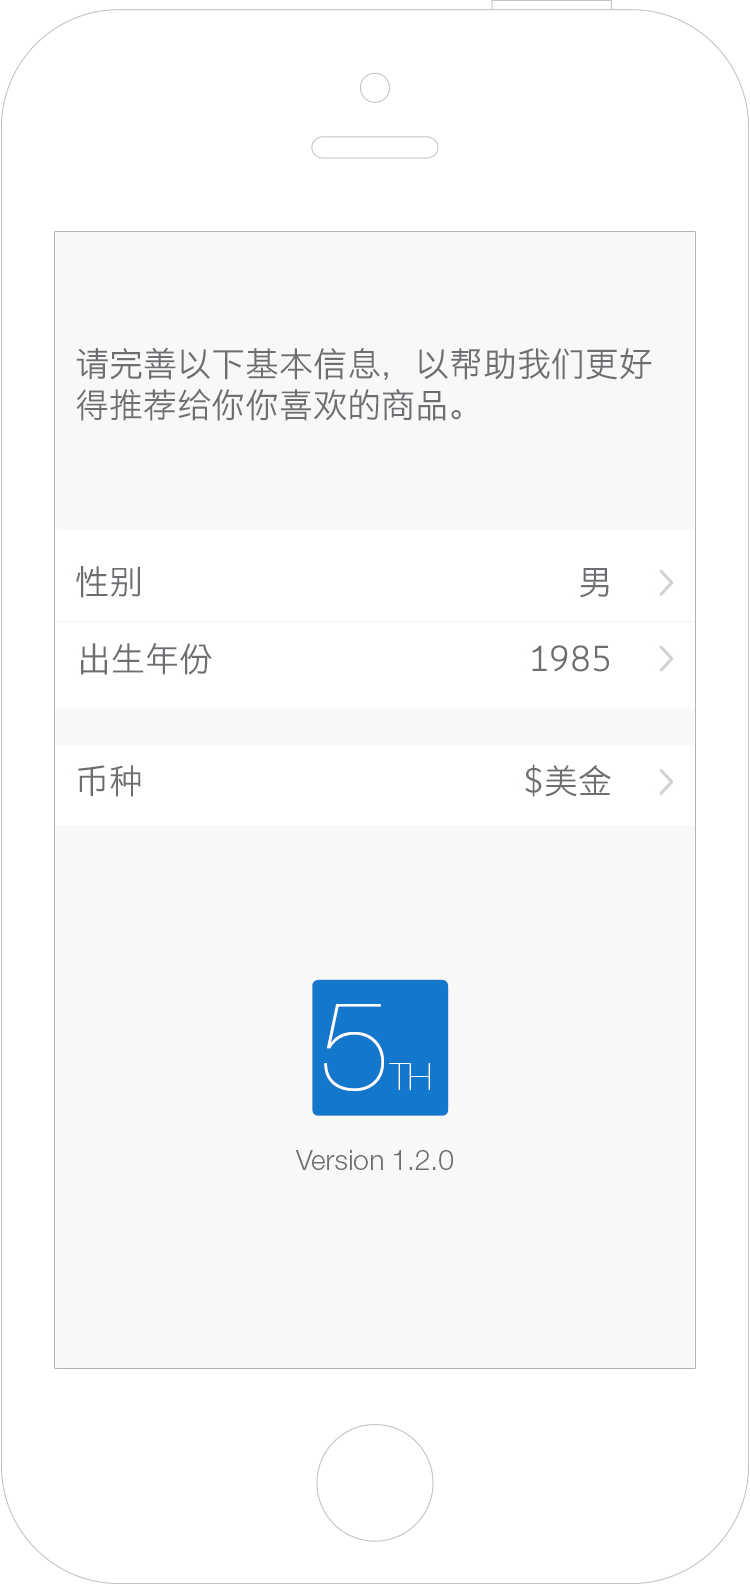 请完善以下基本信息，以帮助我们更好
得推荐给你你喜欢的商品。
性别 男
出生年份 1985
币种 $美金
5TH
Version 1.2.0